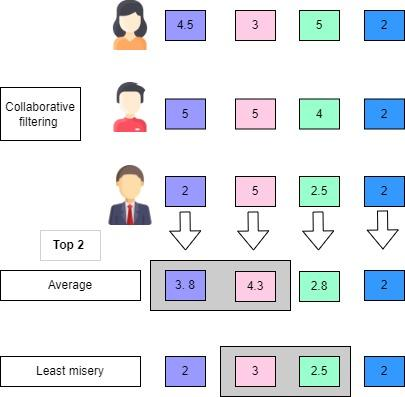 4.5 3 5 2
Collaborative
filtering
5 5 4 2
2 5 2.5 2
Top 2
Average
3. 8 4.3 2.8 2
Least misery
2 3 2.5 2